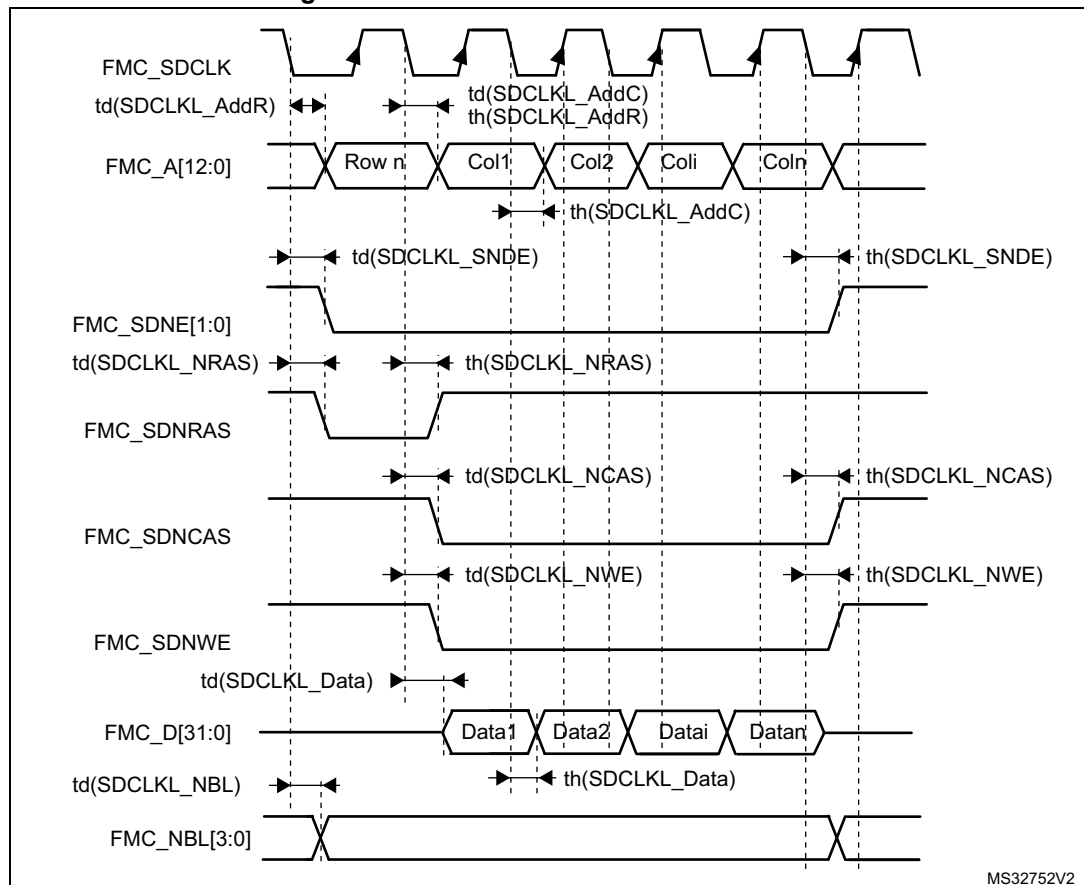 FMC_SDCLK
td(SDCLKL_AddR)
td(SDCLKL_AddC)
th(SDCLKL_AddR)
FMC_A[12:0]
Row n
Col1
Col2
Coli
Coln
th(SDCLKL_AddC)
td(SDCLKL_SNDE)
th(SDCLKL_SNDE)
FMC_SDNE[1:0]
td(SDCLKL_NRAS)
th(SDCLKL_NRAS)
FMC_SDNRAS
td(SDCLKL_NCAS)
th(SDCLKL_NCAS)
FMC_SDNCAS
td(SDCLKL_NWE)
th(SDCLKL_NWE)
FMC_SDNWE
td(SDCLKL_Data)
FMC_D[31:0]
Data1
Data2
Datai
Datan
td(SDCLKL_NBL)
th(SDCLKL_Data)
FMC_NBL[3:0]
MS32752V2